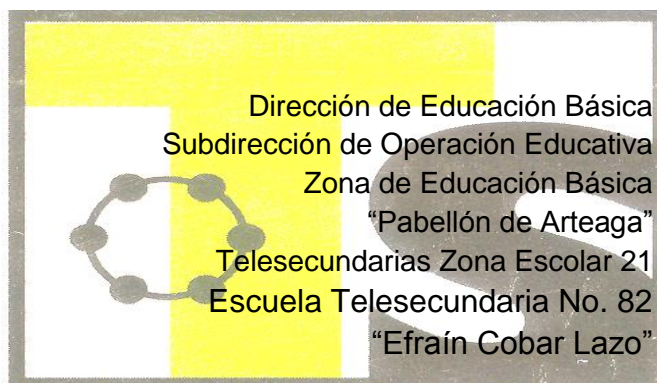 Dirección de Educación Básica
Subdirección de Operación Educativa
Zona de Educación Básica
“Pabellón de Arteaga”
Telesecundarias Zona Escolar 21
Escuela Telesecundaria No. 82
“Efraín Cobar Lazo”